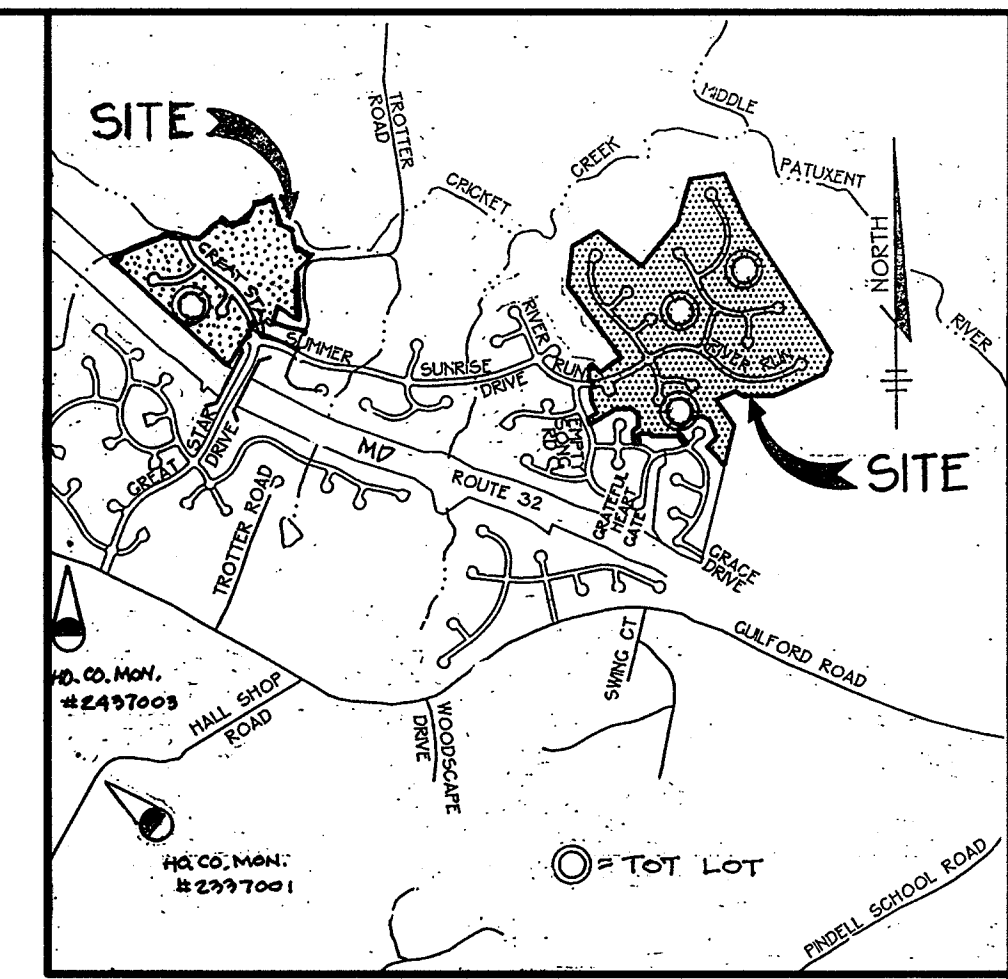 SITE
TROTTER
ROAD
MIDDLE
PATUXENT
RIVER
CREEK
CRICKET
NORTH
GREAT STAR
SUMMER
SUNRISE
DRIVE
RIVER
RUN
RIVER RUN
EMPTY
SONG
RD
GREAT STAR
DRIVE
MD
ROUTE 32
GRATEFUL
HEART
GATE
SITE
GRACE
DRIVE
TROTTER ROAD
GUILFORD ROAD
SWING CT
HO. CO. MON.
#2437003
HALL SHOP
ROAD
WOODSCAPE
DRIVE
HO. CO. MON.
#2337001
= TOT LOT
PINDELL SCHOOL ROAD